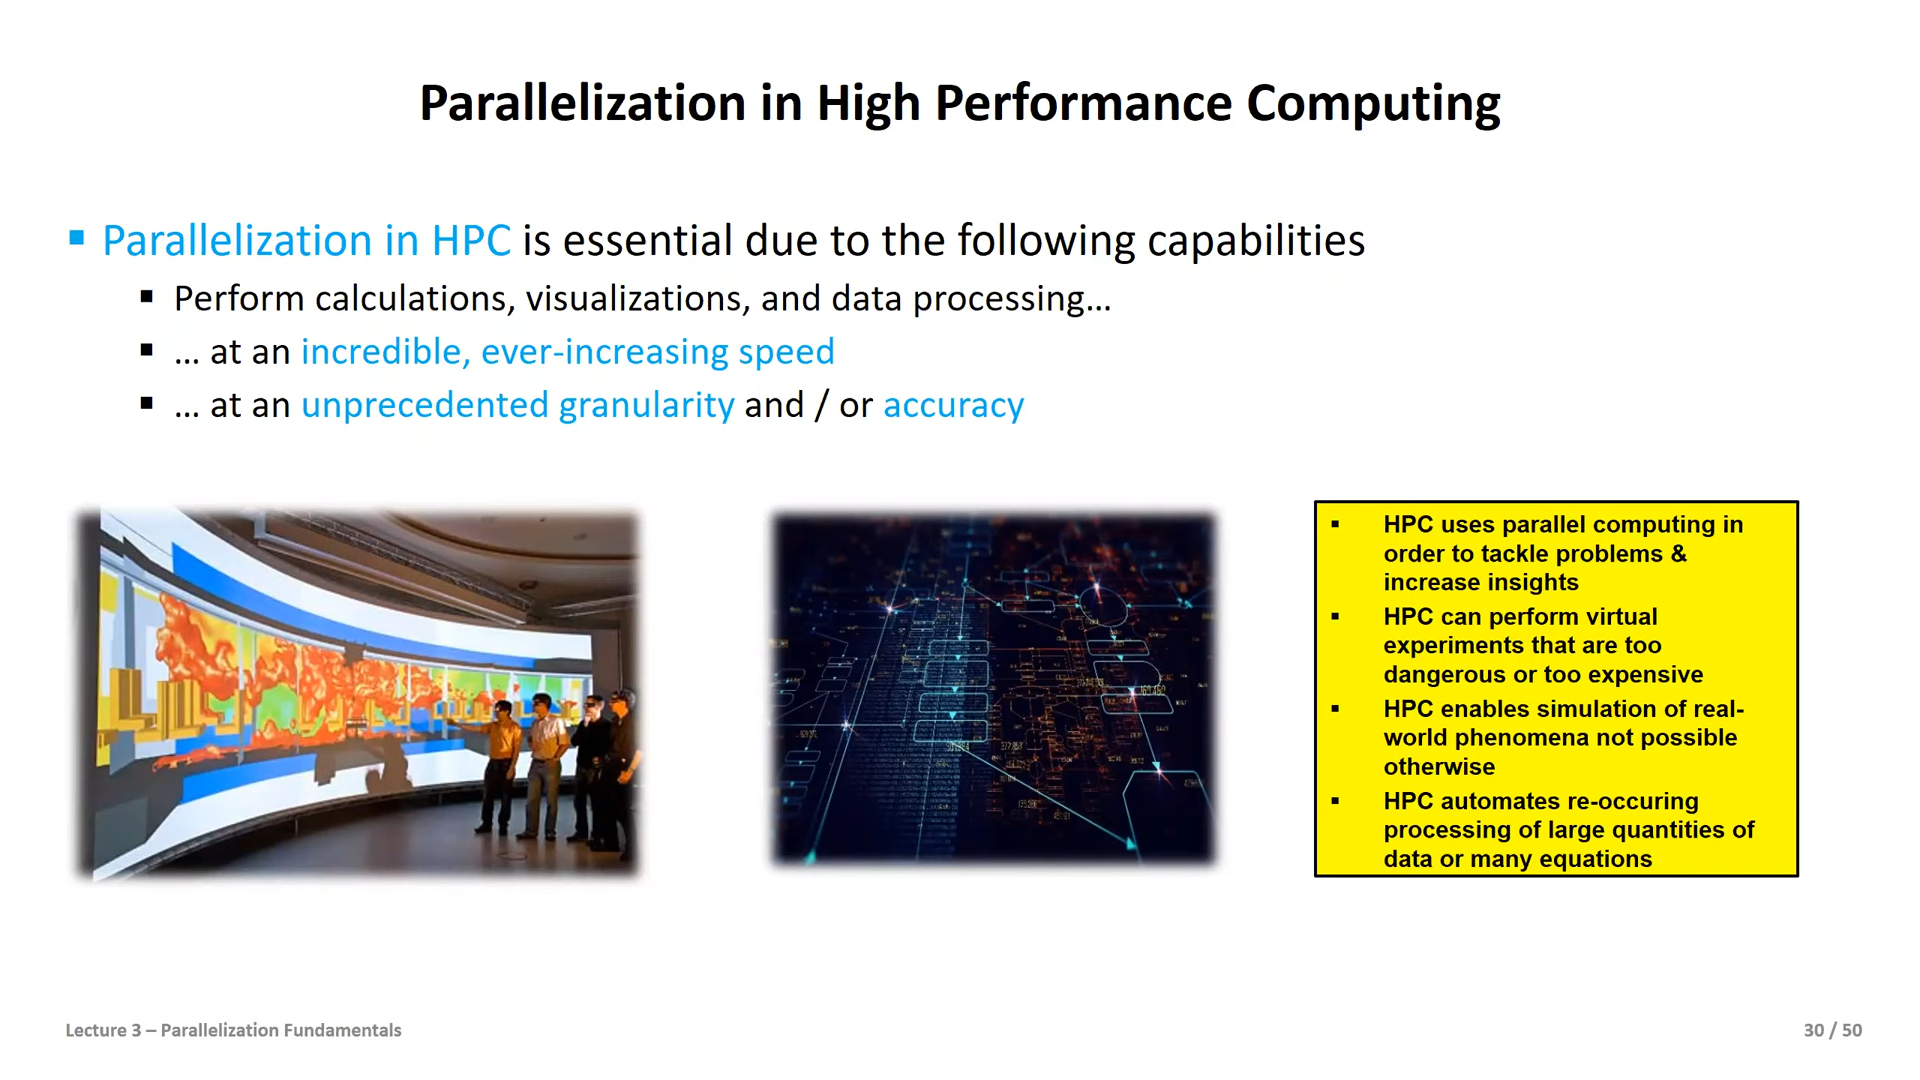 Parallelization in High Performance Computing
▪ Parallelization in HPC is essential due to the following capabilities
▪ Perform calculations, visualizations, and data processing…
▪ … at an incredible, ever-increasing speed
▪ … at an unprecedented granularity and / or accuracy
▪ HPC uses parallel computing in
order to tackle problems &
increase insights
▪ HPC can perform virtual
experiments that are too
dangerous or too expensive
▪ HPC enables simulation of real-
world phenomena not possible
otherwise
▪ HPC automates re-occuring
processing of large quantities of
data or many equations
Lecture 3 – Parallelization Fundamentals
30 / 50